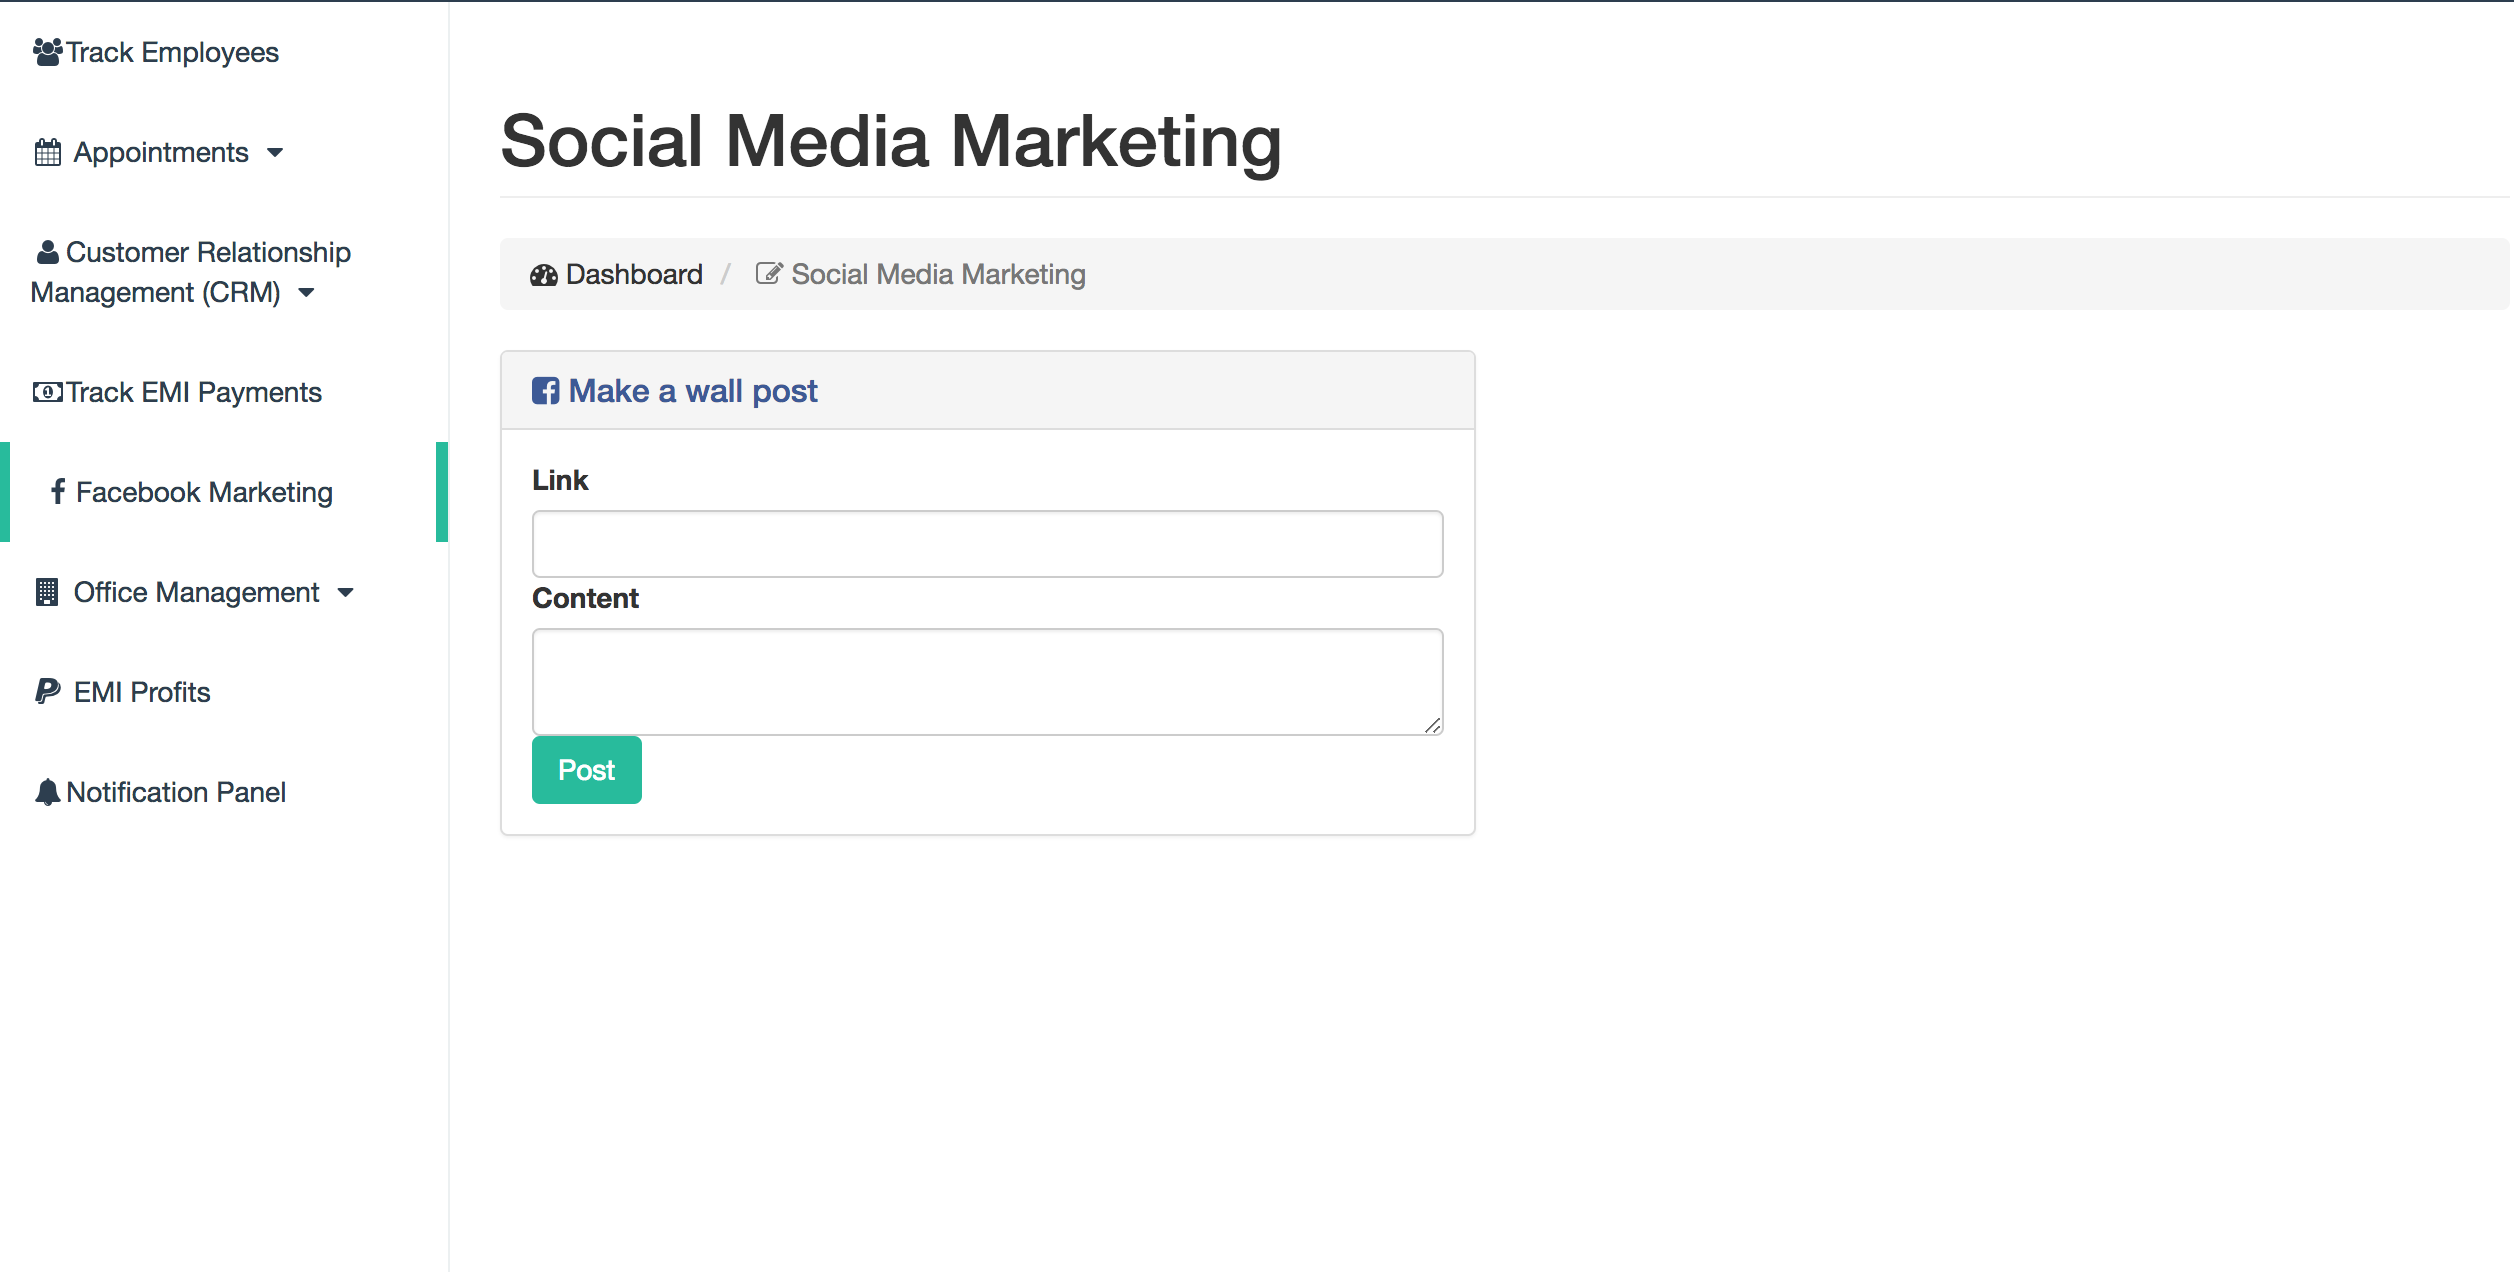 Track Employees
Appointments
Customer Relationship
Management (CRM)
Track EMI Payments
Facebook Marketing
Office Management
EMI Profits
Notification Panel
Social Media Marketing
Dashboard / Social Media Marketing
Make a wall post
Link
Content
Post